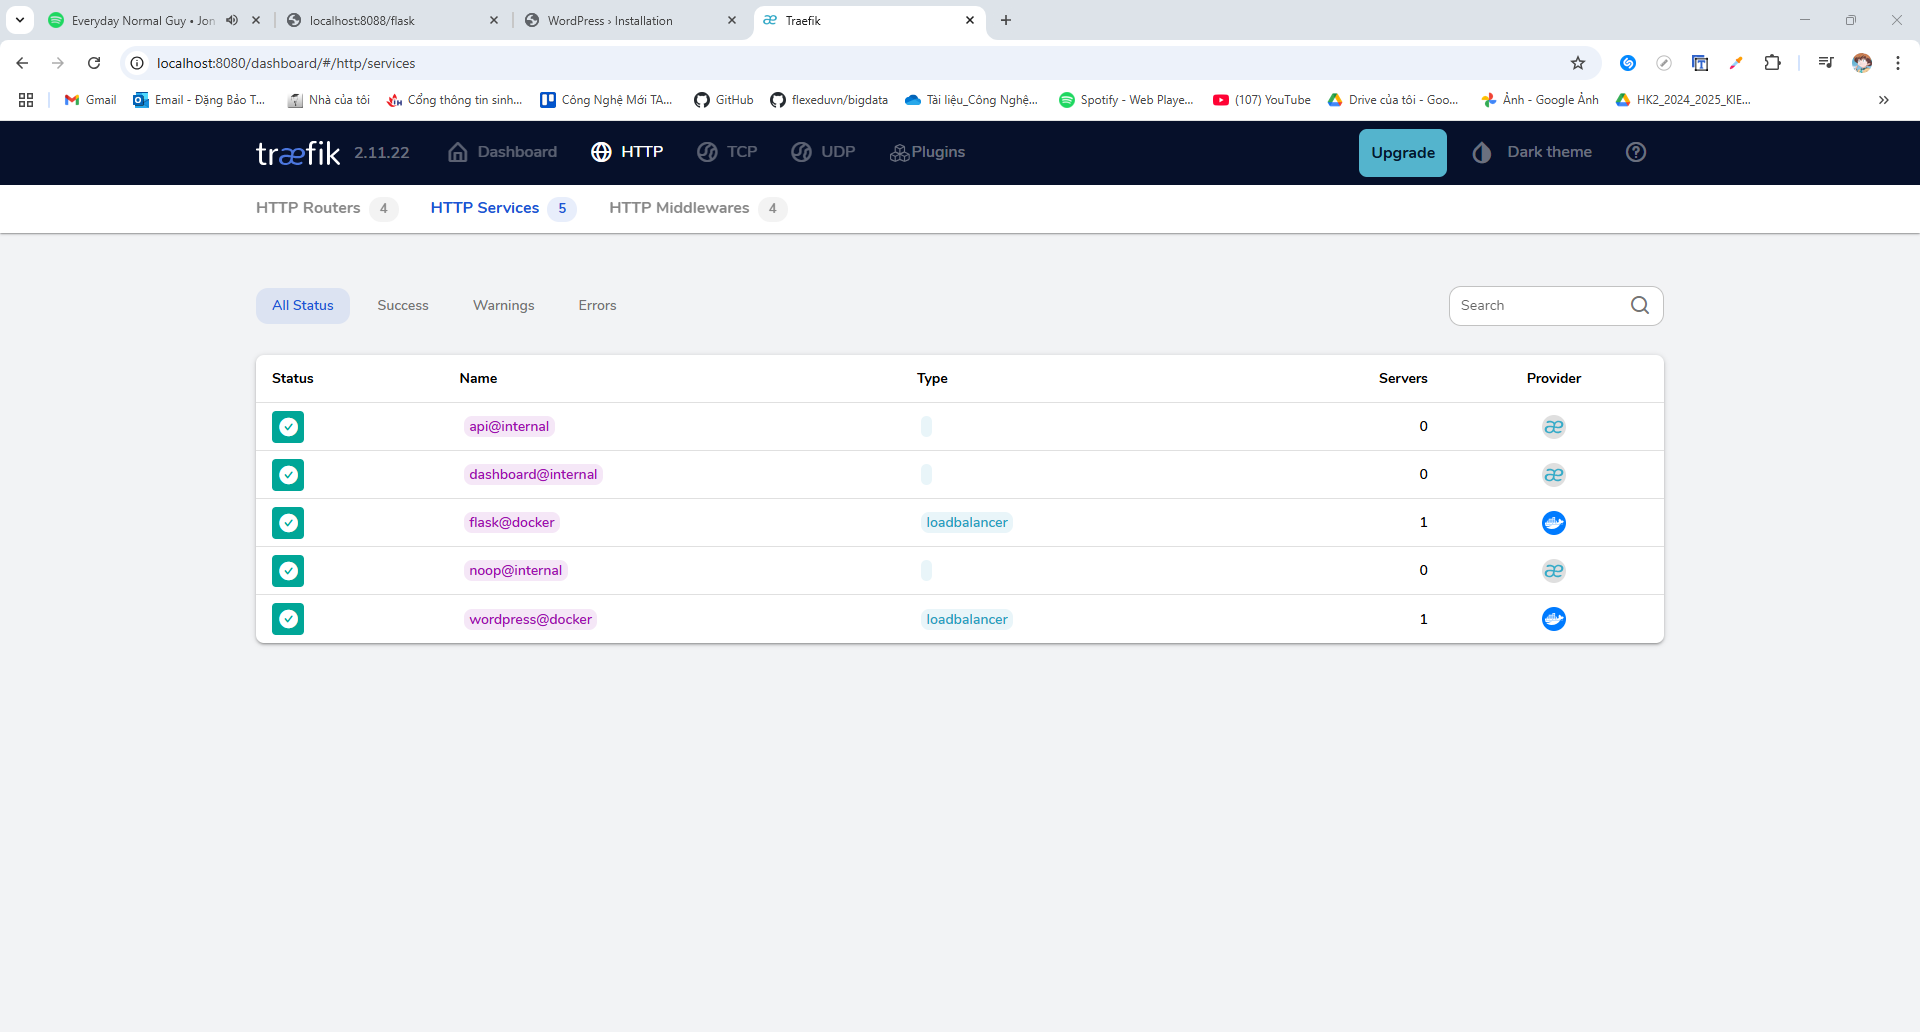 Everyday Normal Guy • Jon
localhost:8088/flask
WordPress › Installation
Traefik
localhost:8080/dashboard/#/http/services
Gmail
Email - Đặng Bảo T...
Nhà của tôi
Cổng thông tin sinh...
Công Nghệ Mới TA...
GitHub
flexeduvn/bigdata
Tài liệu_Công Nghệ...
Spotify - Web Playe...
(107) YouTube
Drive của tôi - Goo...
Ảnh - Google Ảnh
HK2_2024_2025_KIE...
træfik 2.11.22
Dashboard
HTTP
TCP
UDP
Plugins
Upgrade
Dark theme
HTTP Routers 4
HTTP Services 5
HTTP Middlewares 4
All Status
Success
Warnings
Errors
Search
Status Name Type Servers Provider
api@internal 0
dashboard@internal 0
flask@docker loadbalancer 1
noop@internal 0
wordpress@docker loadbalancer 1